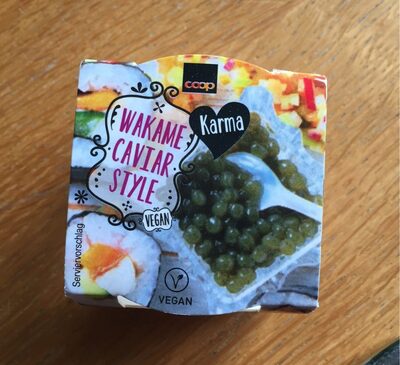 coop
Karma
WAKAME
CAVIAR
STYLE
VEGAN
Serviervorschlag
V
VEGAN